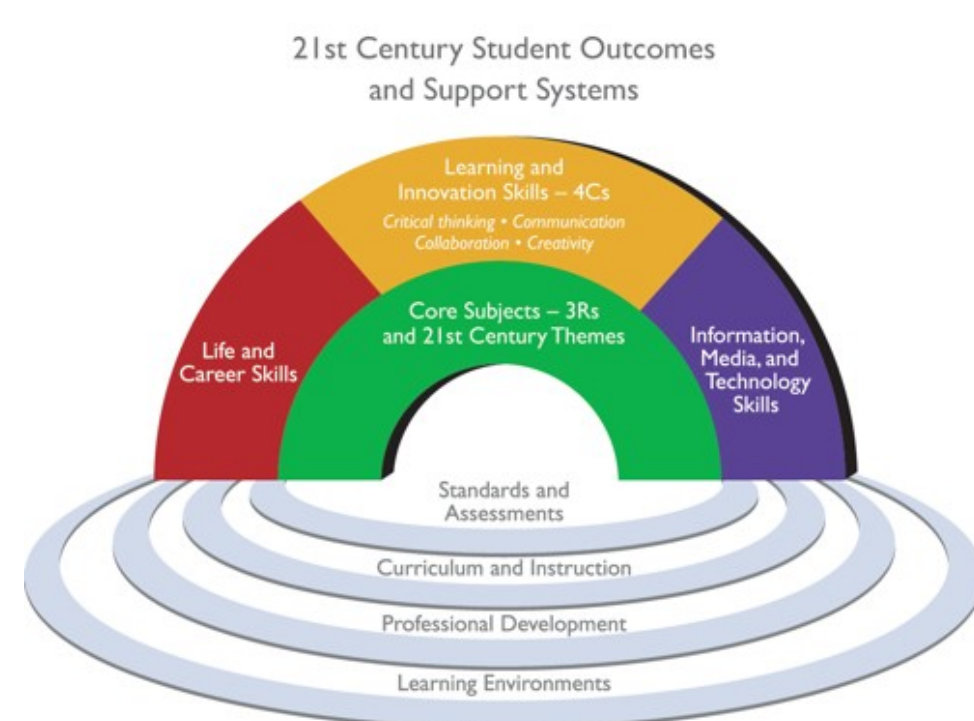 21st Century Student Outcomes
and Support Systems
Learning and
Innovation Skills – 4Cs
Critical thinking • Communication
Collaboration • Creativity
Core Subjects – 3Rs
and 21st Century Themes
Life and
Career Skills
Information,
Media, and
Technology
Skills
Standards and
Assessments
Curriculum and Instruction
Professional Development
Learning Environments